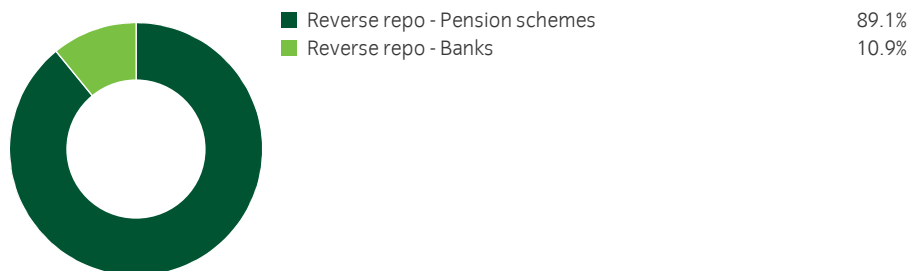 Reverse repo - Pension schemes 89.1%
Reverse repo - Banks 10.9%